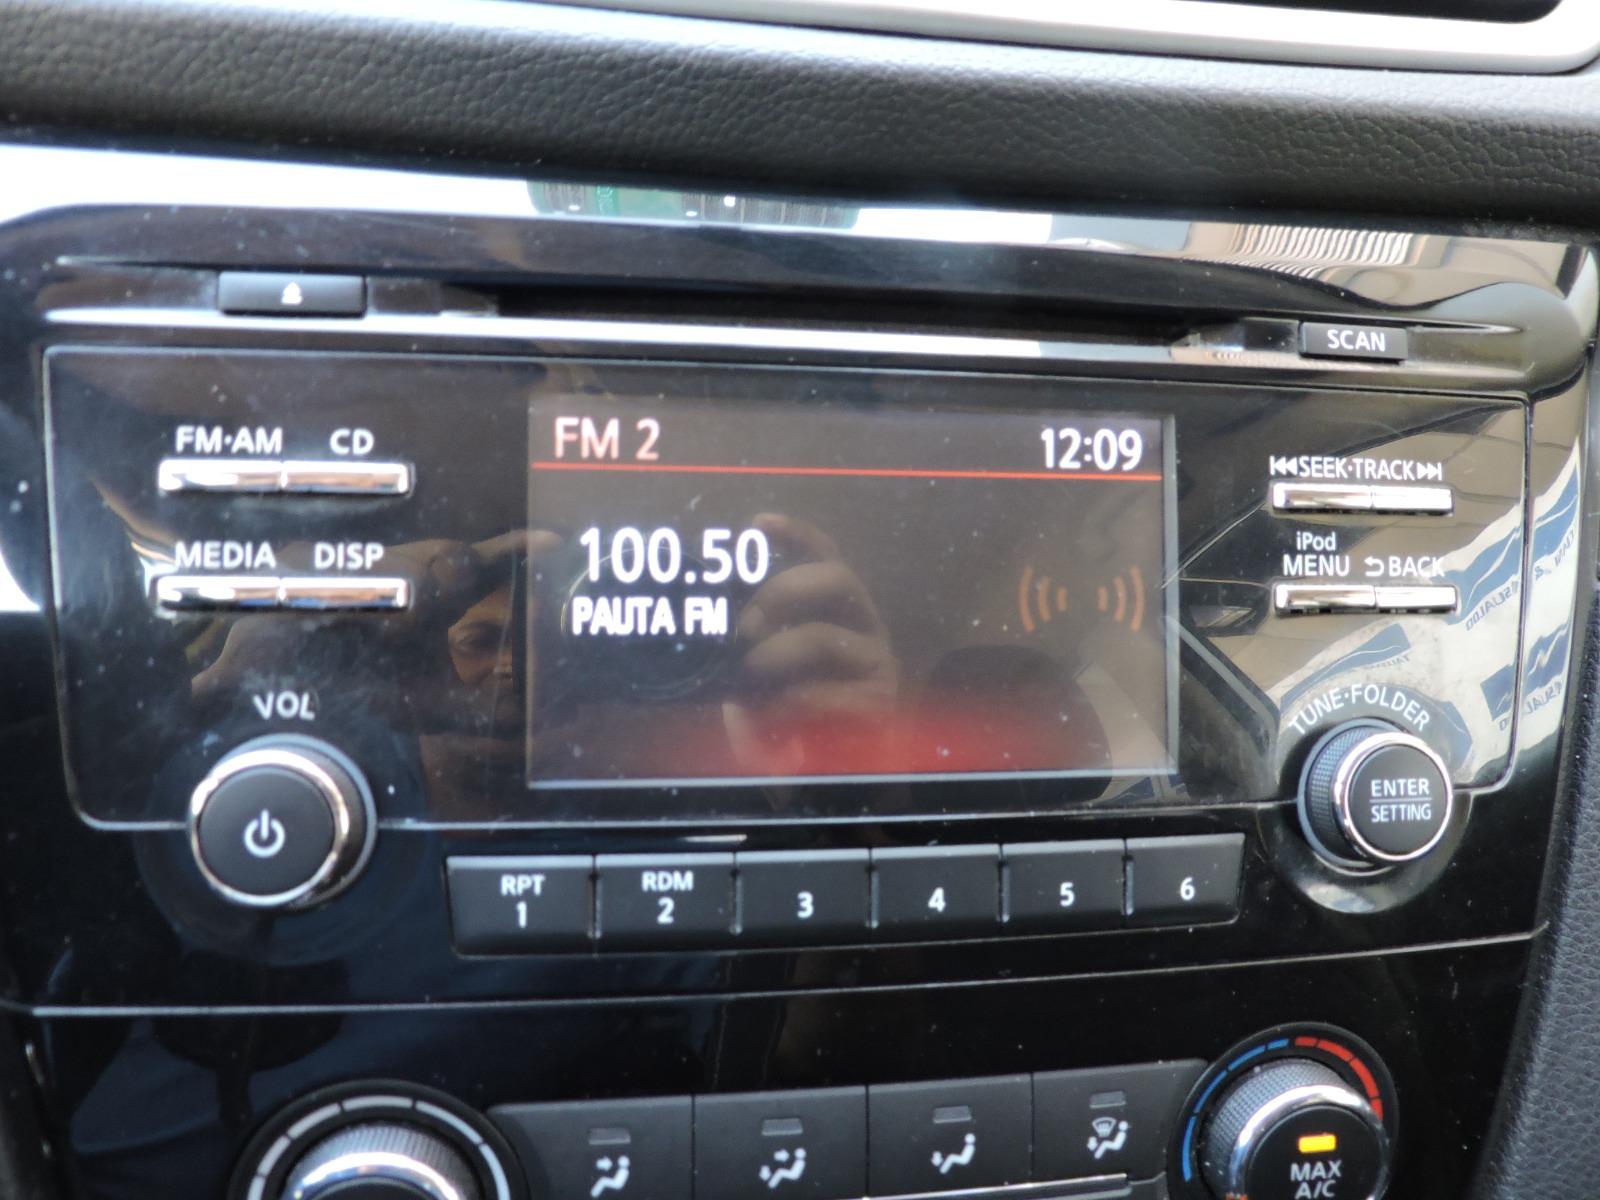 SCAN
FM·AM CD
FM 2 12:09
SEEK·TRACK
100.50
iPod
MEDIA DISP
MENU BACK
PAUTA FM
VOL
TUNE·FOLDER
ENTER
SETTING
RPT
1
RDM
2
3
4
5
6
MAX
A/C